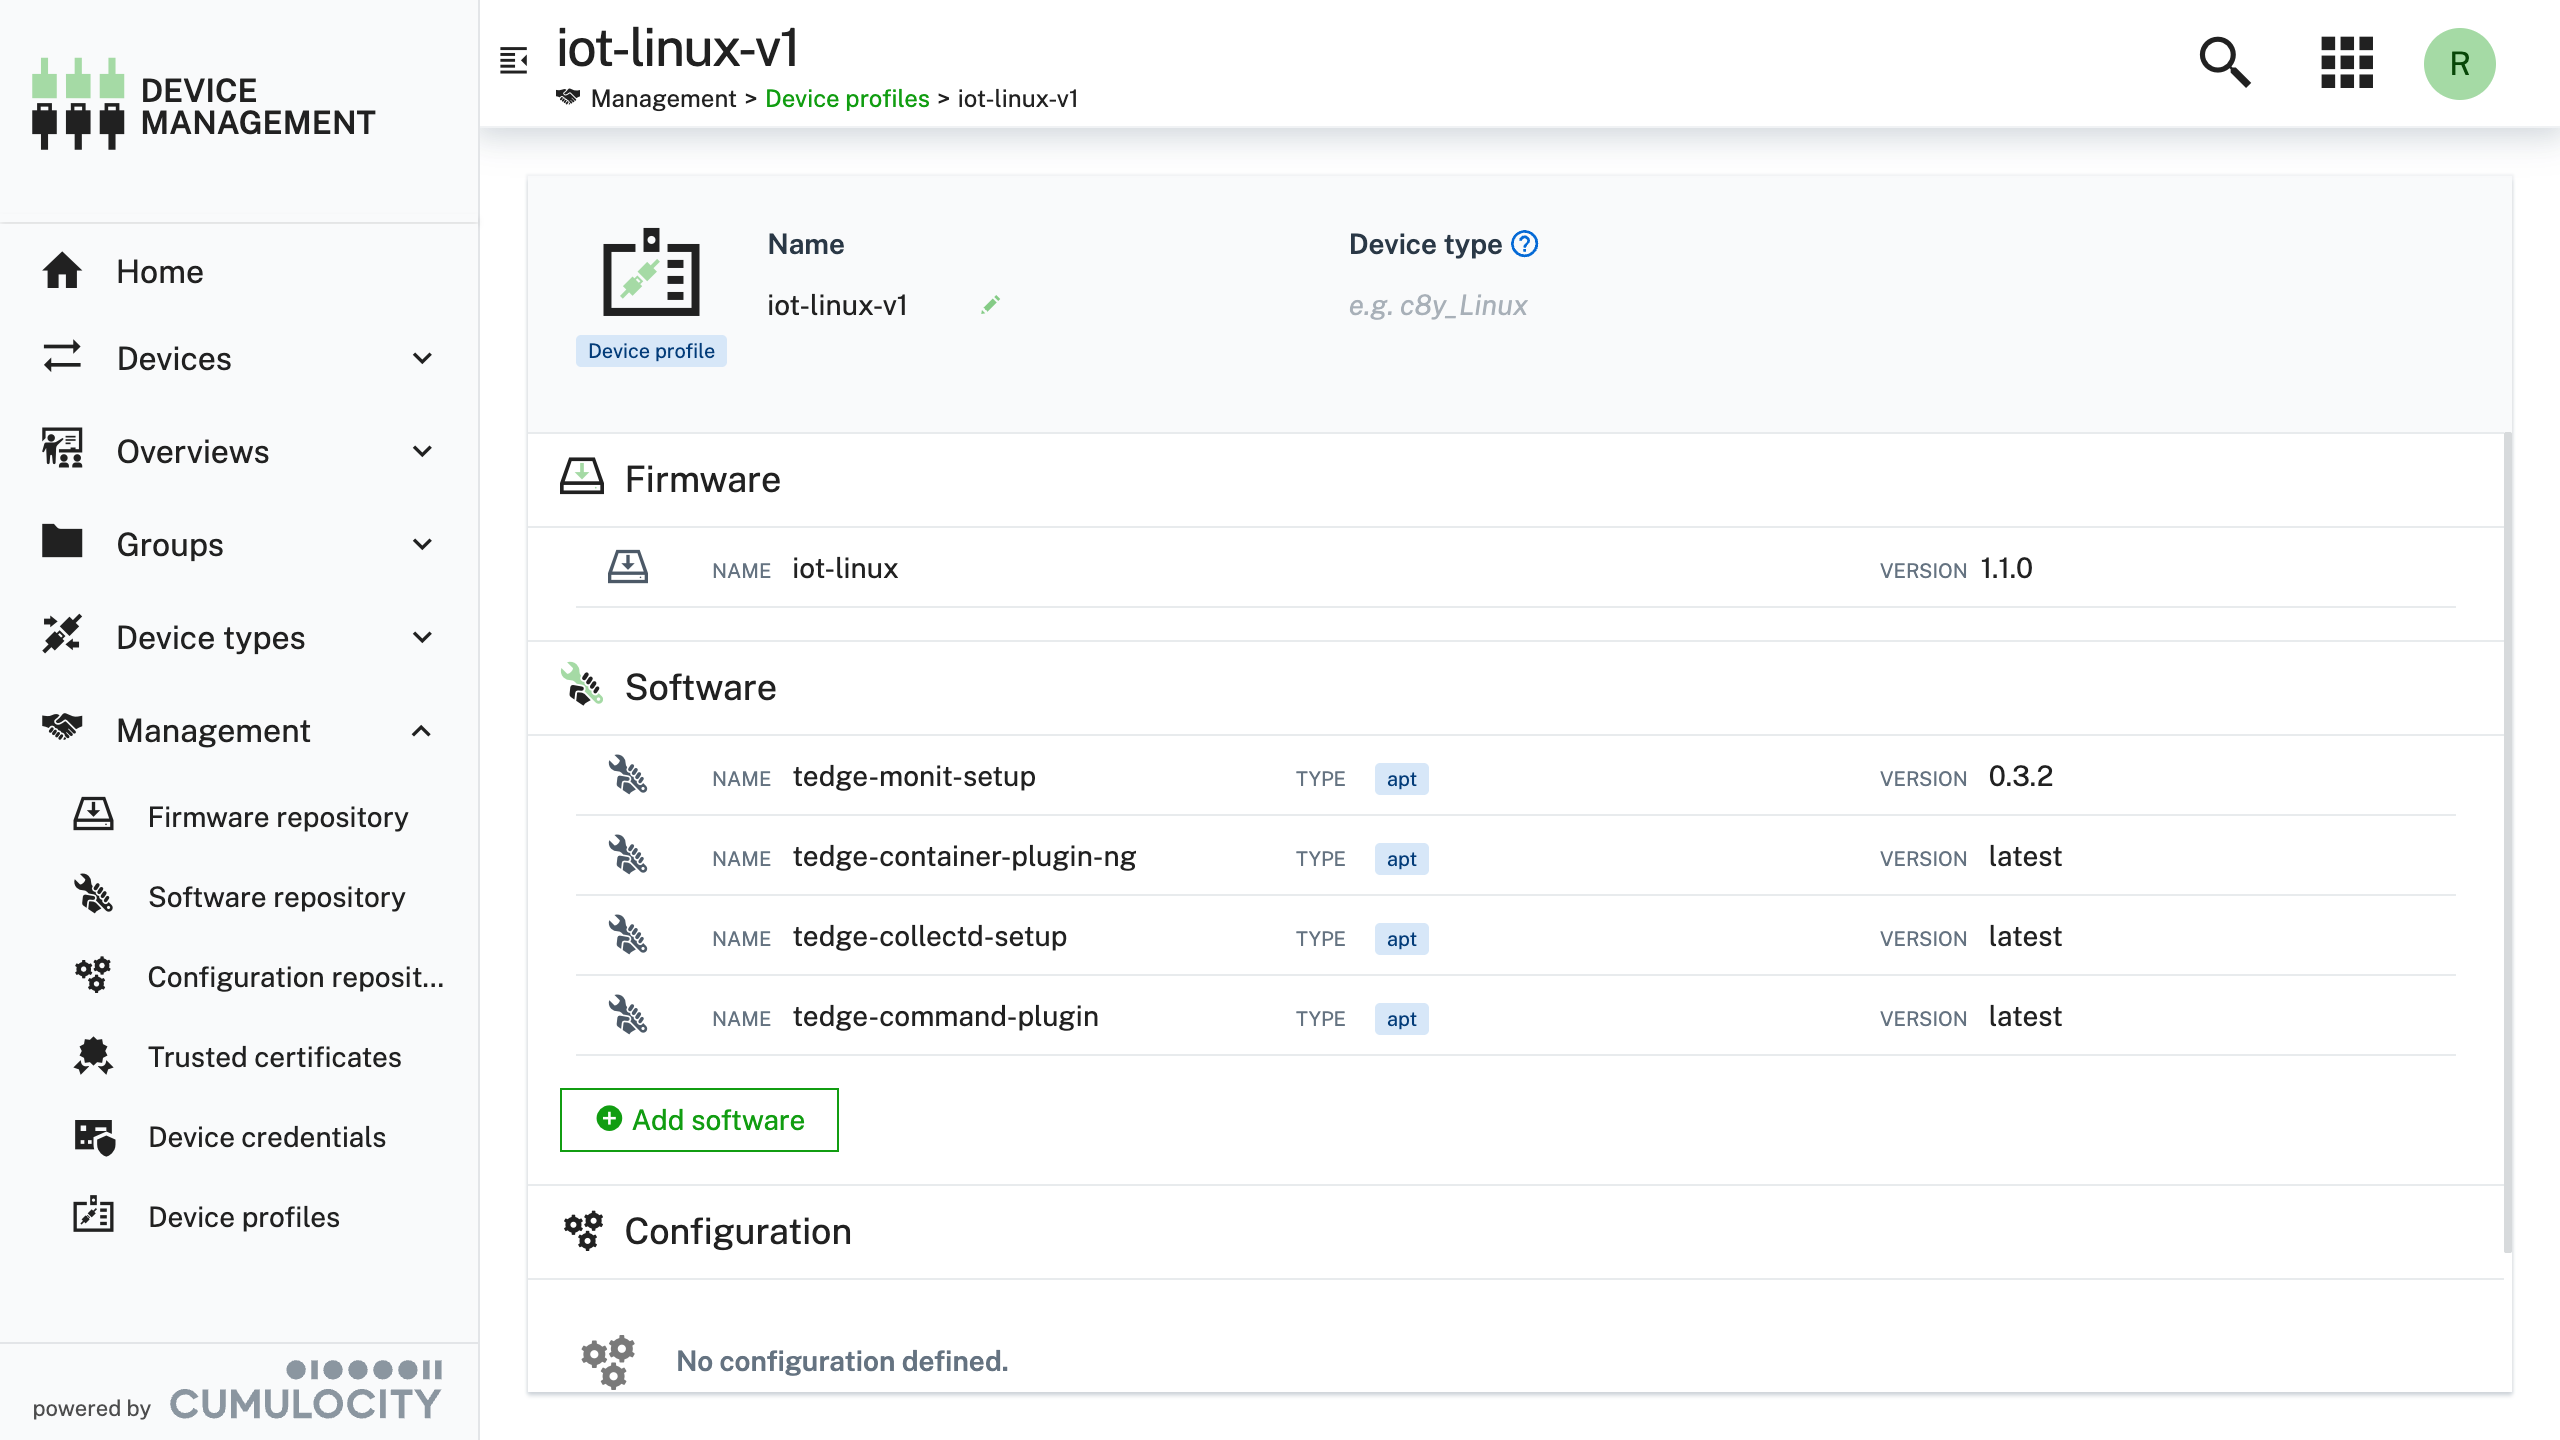 DEVICE
MANAGEMENT
Home
Devices
Overviews
Groups
Device types
Management
Firmware repository
Software repository
Configuration reposit...
Trusted certificates
Device credentials
Device profiles
powered by CUMULOCITY
iot-linux-v1
Management > Device profiles > iot-linux-v1
R
Name
iot-linux-v1
Device type
e.g. c8y_Linux
Device profile
Firmware
NAME iot-linux VERSION 1.1.0
Software
NAME tedge-monit-setup TYPE apt VERSION 0.3.2
NAME tedge-container-plugin-ng TYPE apt VERSION latest
NAME tedge-collectd-setup TYPE apt VERSION latest
NAME tedge-command-plugin TYPE apt VERSION latest
Add software
Configuration
No configuration defined.